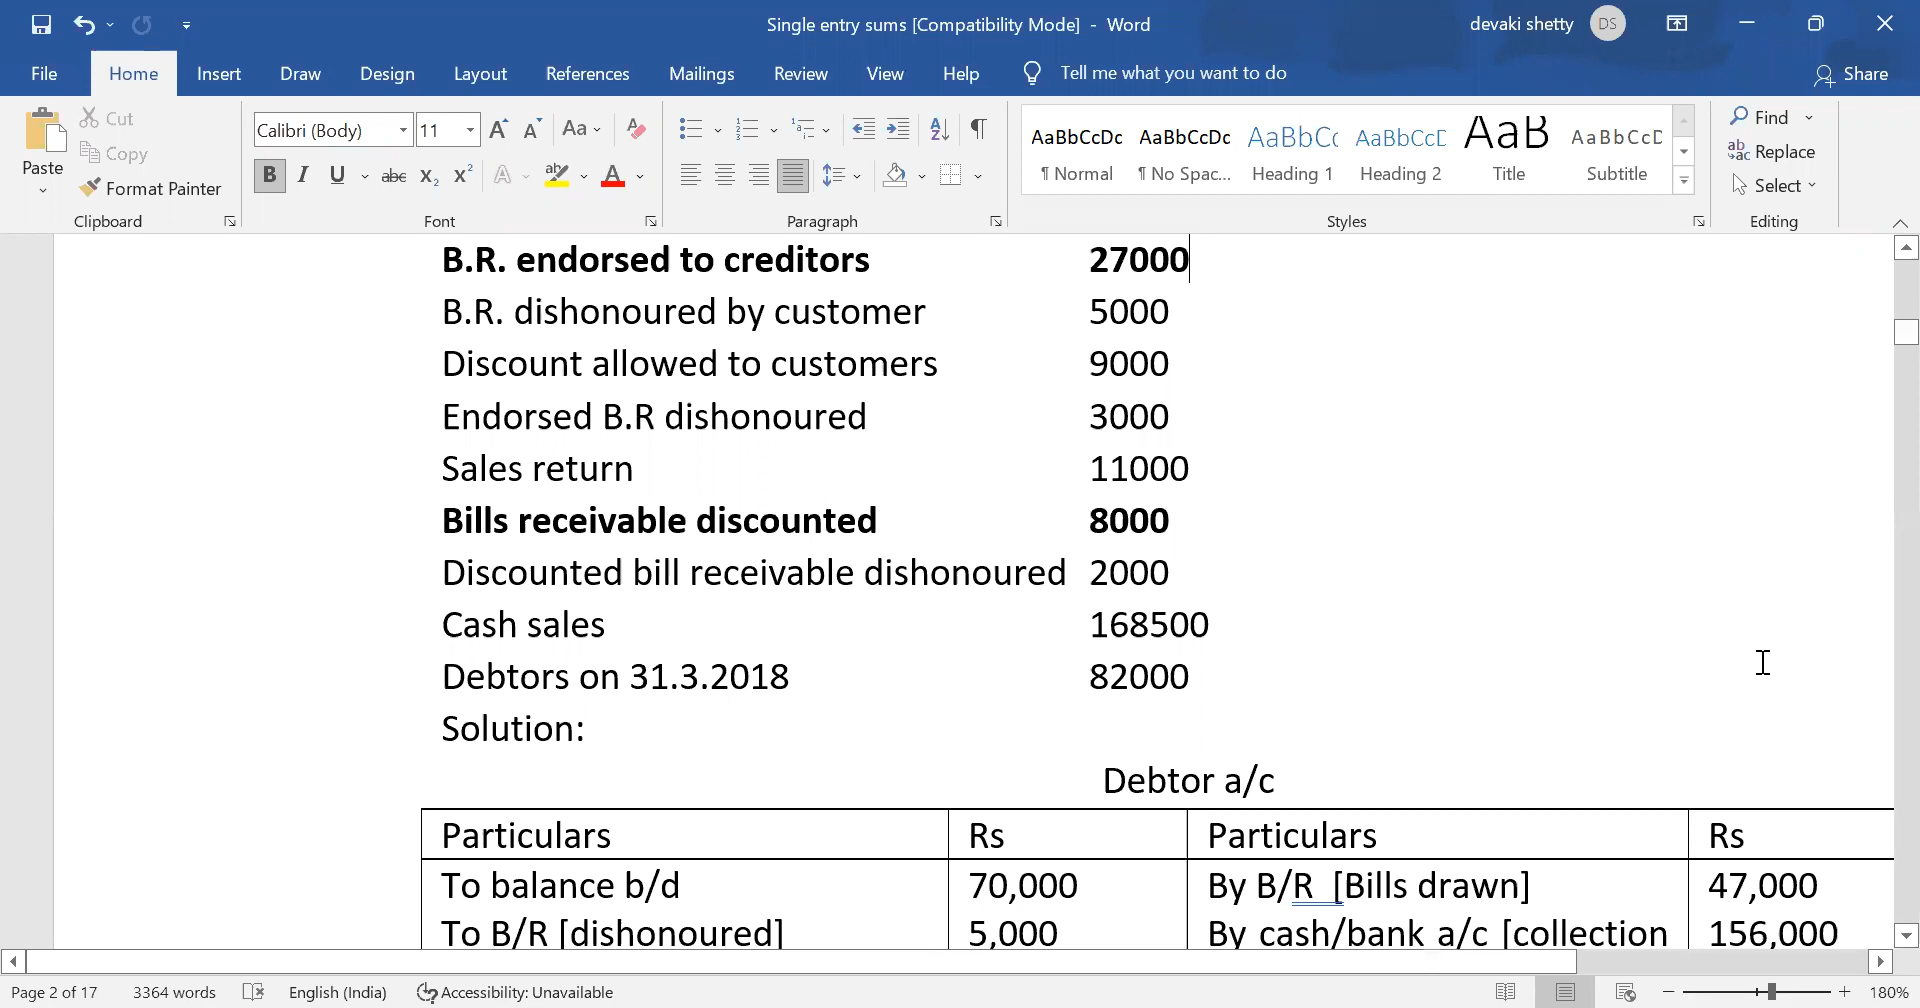 Single entry sums [Compatibility Mode] - Word
devaki shetty DS
File Home Insert Draw Design Layout References Mailings Review View Help Tell me what you want to do Share
Cut
Copy
Format Painter
Paste
Calibri (Body) 11
AaBbCcDc AaBbCcDc AaBbC AaBbCcD AaB AaBbCcD
¶ Normal ¶ No Spac... Heading 1 Heading 2 Title Subtitle
Find
Replace
Select
Clipboard Font Paragraph Styles Editing
B.R. endorsed to creditors 27000
B.R. dishonoured by customer 5000
Discount allowed to customers 9000
Endorsed B.R dishonoured 3000
Sales return 11000
Bills receivable discounted 8000
Discounted bill receivable dishonoured 2000
Cash sales 168500
Debtors on 31.3.2018 82000
Solution:
Debtor a/c
Particulars Rs Particulars Rs
To balance b/d 70,000 By B/R [Bills drawn] 47,000
To B/R [dishonoured] 5,000 By cash/bank a/c [collection 156,000
Page 2 of 17 3364 words English (India) Accessibility: Unavailable 180%